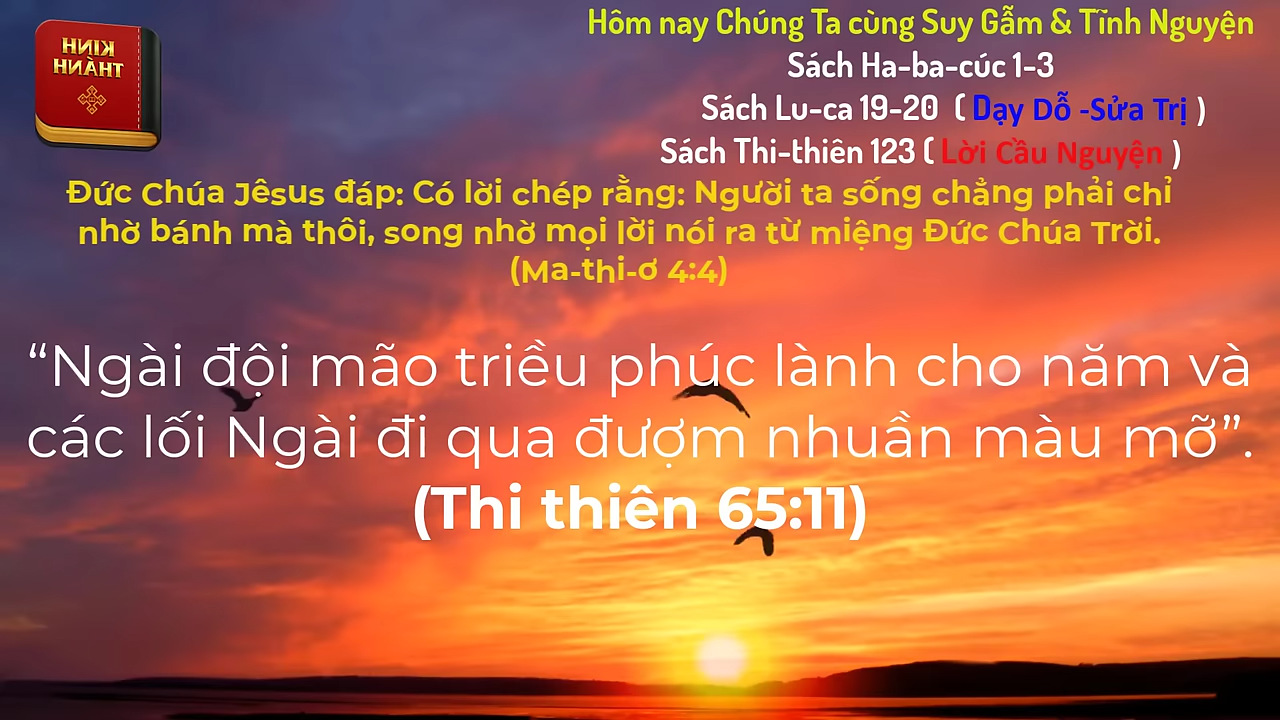 KINH
THÀNH
Hôm nay Chúng Ta cùng Suy Gẫm & Tĩnh Nguyện
Sách Ha-ba-cúc 1-3
Sách Lu-ca 19-20 ( Dạy Dỗ -Sửa Trị )
Sách Thi-thiên 123 ( Lời Cầu Nguyện )
Đức Chúa Jêsus đáp: Có lời chép rằng: Người ta sống chẳng phải chỉ
nhờ bánh mà thôi, song nhờ mọi lời nói ra từ miệng Đức Chúa Trời.
(Ma-thi-ơ 4:4)
“Ngài đội mão triều phúc lành cho năm và
các lối Ngài đi qua đượm nhuần màu mỡ”.
(Thi thiên 65:11)